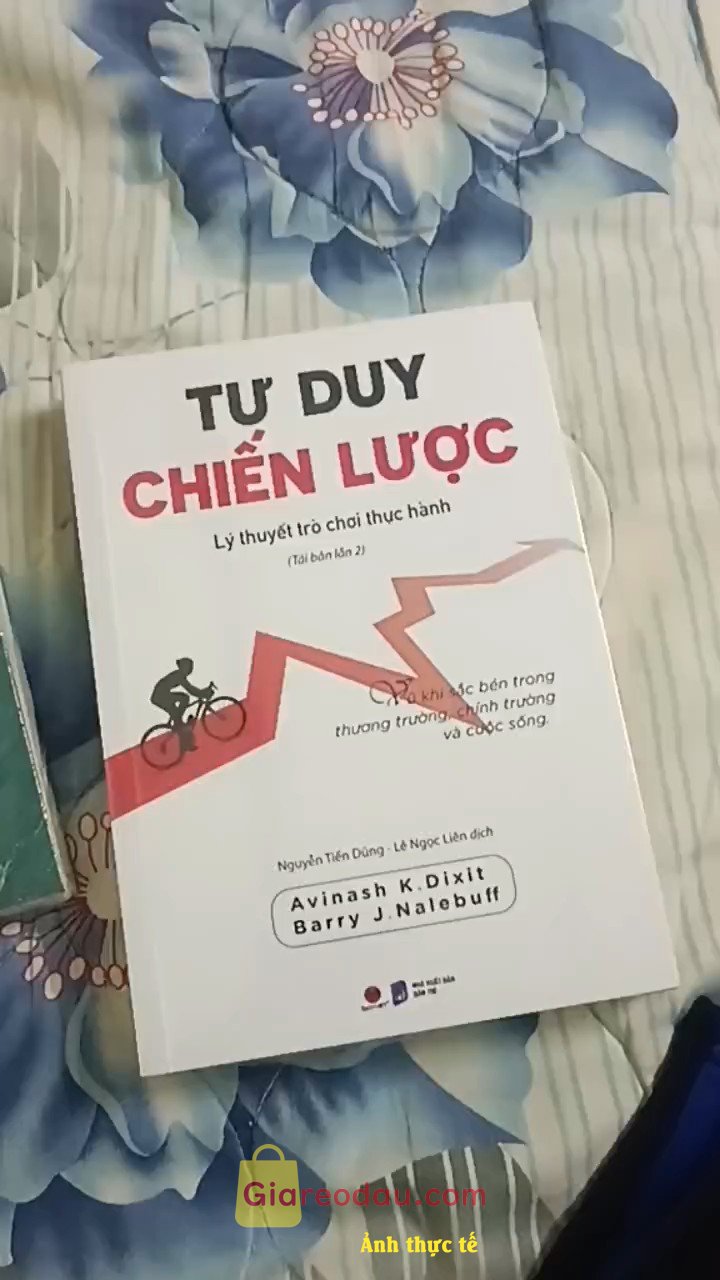 TƯ DUY
CHIẾN LƯỢC
Lý thuyết trò chơi thực hành
(Tái bản lần 2)
Vũ khí sắc bén trong
thương trường, chính trường
và cuộc sống.
Nguyễn Tiến Dũng - Lê Ngọc Liên dịch
Avinash K.Dixit
Barry J.Nalebuff
Giareodau.com
Ảnh thực tế